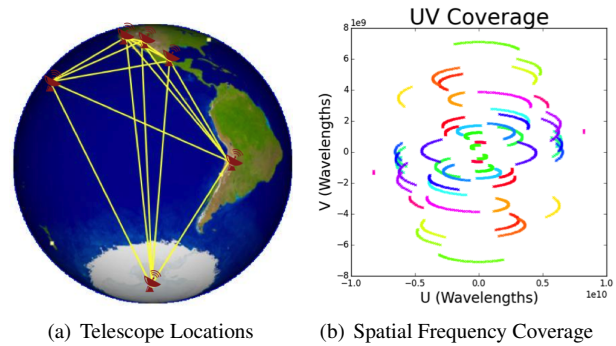 UV Coverage
1e9
8
6
4
2
0
−2
−4
−6
−8
V (Wavelengths)
−1.0
−0.5
0.0
0.5
1.0
1e10
U (Wavelengths)
(a) Telescope Locations
(b) Spatial Frequency Coverage